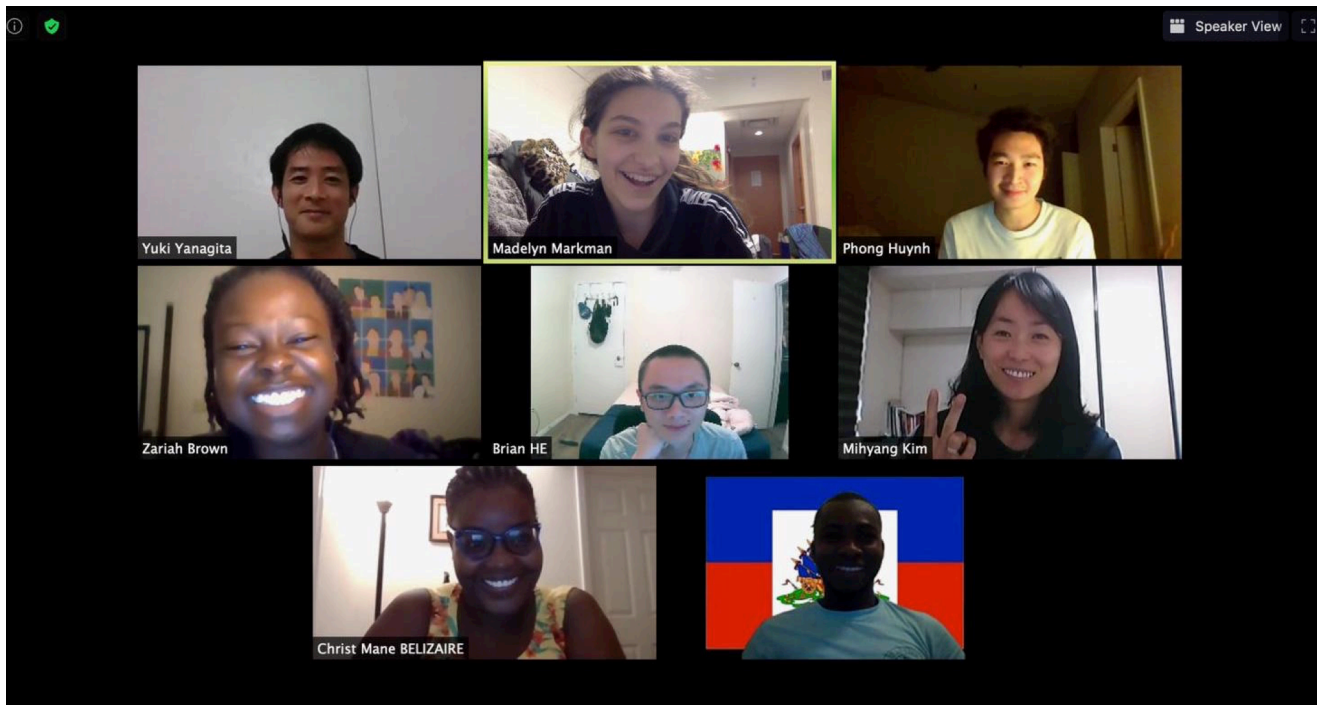 Speaker View
Yuki Yanagita
Madelyn Markman
Phong Huynh
Zariah Brown
Brian HE
Mihyang Kim
Christ Mane BELIZAIRE